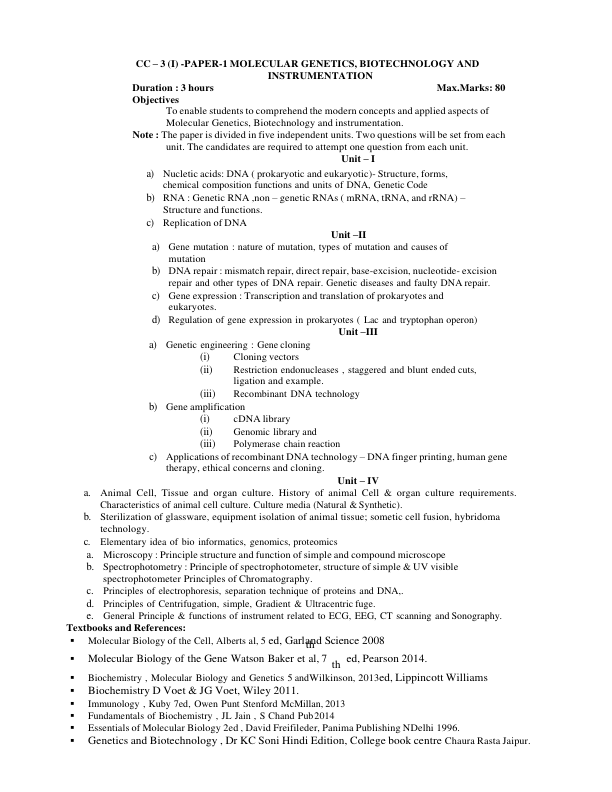 CC – 3 (I) -PAPER-1 MOLECULAR GENETICS, BIOTECHNOLOGY AND
INSTRUMENTATION
Duration : 3 hours Max.Marks: 80
Objectives
To enable students to comprehend the modern concepts and applied aspects of
Molecular Genetics, Biotechnology and instrumentation.
Note : The paper is divided in five independent units. Two questions will be set from each
unit. The candidates are required to attempt one question from each unit.
Unit – I
a) Nucletic acids: DNA ( prokaryotic and eukaryotic)- Structure, forms,
chemical composition functions and units of DNA, Genetic Code
b) RNA : Genetic RNA ,non – genetic RNAs ( mRNA, tRNA, and rRNA) –
Structure and functions.
c) Replication of DNA
Unit –II
a) Gene mutation : nature of mutation, types of mutation and causes of
mutation
b) DNA repair : mismatch repair, direct repair, base-excision, nucleotide- excision
repair and other types of DNA repair. Genetic diseases and faulty DNA repair.
c) Gene expression : Transcription and translation of prokaryotes and
eukaryotes.
d) Regulation of gene expression in prokaryotes ( Lac and tryptophan operon)
Unit –III
a) Genetic engineering : Gene cloning
(i) Cloning vectors
(ii) Restriction endonucleases , staggered and blunt ended cuts,
ligation and example.
(iii) Recombinant DNA technology
b) Gene amplification
(i) cDNA library
(ii) Genomic library and
(iii) Polymerase chain reaction
c) Applications of recombinant DNA technology – DNA finger printing, human gene
therapy, ethical concerns and cloning.
Unit – IV
a. Animal Cell, Tissue and organ culture. History of animal Cell & organ culture requirements.
Characteristics of animal cell culture. Culture media (Natural & Synthetic).
b. Sterilization of glassware, equipment isolation of animal tissue; sometic cell fusion, hybridoma
technology.
c. Elementary idea of bio informatics, genomics, proteomics
a. Microscopy : Principle structure and function of simple and compound microscope
b. Spectrophotometry : Principle of spectrophotometer, structure of simple & UV visible
spectrophotometer Principles of Chromatography.
c. Principles of electrophoresis, separation technique of proteins and DNA,.
d. Principles of Centrifugation, simple, Gradient & Ultracentric fuge.
e. General Principle & functions of instrument related to ECG, EEG, CT scanning and Sonography.
Textbooks and References:
▪ Molecular Biology of the Cell, Alberts al, 5 ed, Garland Science 2008
th
▪ Molecular Biology of the Gene Watson Baker et al, 7 th ed, Pearson 2014.
▪ Biochemistry , Molecular Biology and Genetics 5 andWilkinson, 2013ed, Lippincott Williams
▪ Biochemistry D Voet & JG Voet, Wiley 2011.
▪ Immunology , Kuby 7ed, Owen Punt Stenford McMillan, 2013
▪ Fundamentals of Biochemistry , JL Jain , S Chand Pub2014
▪ Essentials of Molecular Biology 2ed , David Freifileder, Panima Publishing NDelhi 1996.
▪ Genetics and Biotechnology , Dr KC Soni Hindi Edition, College book centre Chaura Rasta Jaipur.